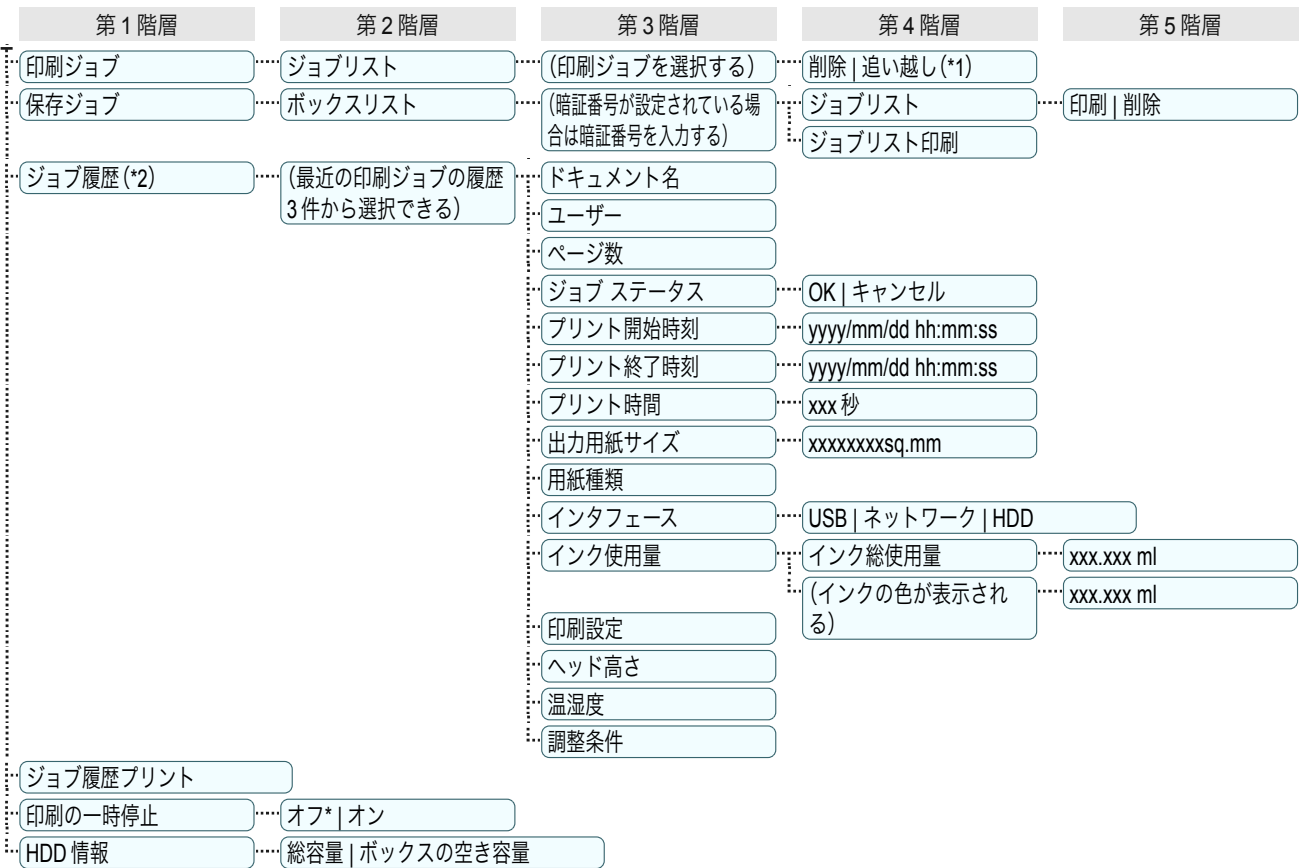 第 1 階層 第 2 階層 第 3 階層 第 4 階層 第 5 階層
印刷ジョブ ジョブリスト (印刷ジョブを選択する) 削除 | 追い越し(*1)
保存ジョブ ボックスリスト (暗証番号が設定されている場 ジョブリスト 印刷 | 削除
合は暗証番号を入力する) ジョブリスト印刷
ジョブ履歴(*2) (最近の印刷ジョブの履歴 ドキュメント名
3 件から選択できる) ユーザー
ページ数
ジョブ ステータス OK | キャンセル
プリント開始時刻 yyyy/mm/dd hh:mm:ss
プリント終了時刻 yyyy/mm/dd hh:mm:ss
プリント時間 xxx 秒
出力用紙サイズ xxxxxxxxsq.mm
用紙種類
インタフェース USB | ネットワーク | HDD
インク使用量 インク総使用量 xxx.xxx ml
(インクの色が表示され xxx.xxx ml
る)
印刷設定
ヘッド高さ
温湿度
調整条件
ジョブ履歴プリント
印刷の一時停止 オフ* | オン
HDD 情報 総容量 | ボックスの空き容量